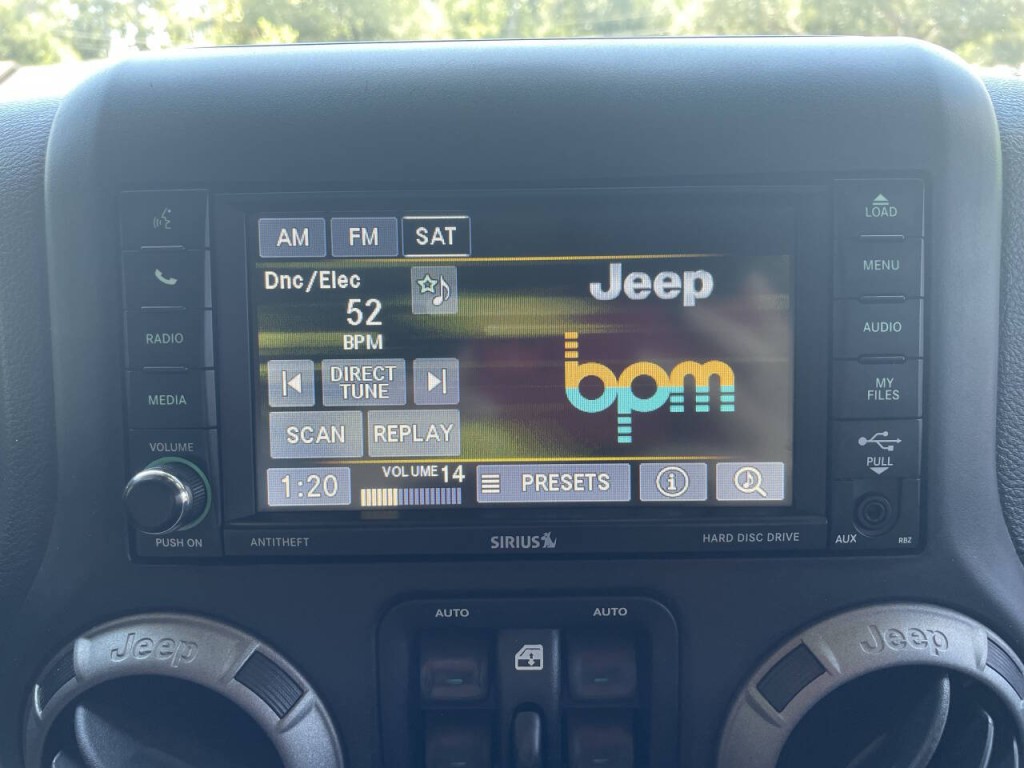 AM FM SAT
Dnc/Elec
52
BPM
DIRECT
TUNE
SCAN REPLAY
1:20 VOLUME 14 PRESETS
Jeep
bpm
RADIO
MEDIA
VOLUME
PUSH ON
LOAD
MENU
AUDIO
MY
FILES
PULL
AUX RBZ
ANTITHEFT SIRIUS HARD DISC DRIVE
AUTO AUTO
Jeep Jeep